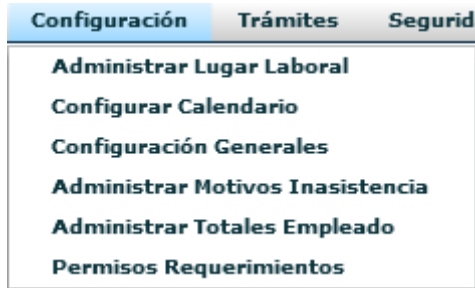 Configuración Trámites Segurid
Administrar Lugar Laboral
Configurar Calendario
Configuración Generales
Administrar Motivos Inasistencia
Administrar Totales Empleado
Permisos Requerimientos